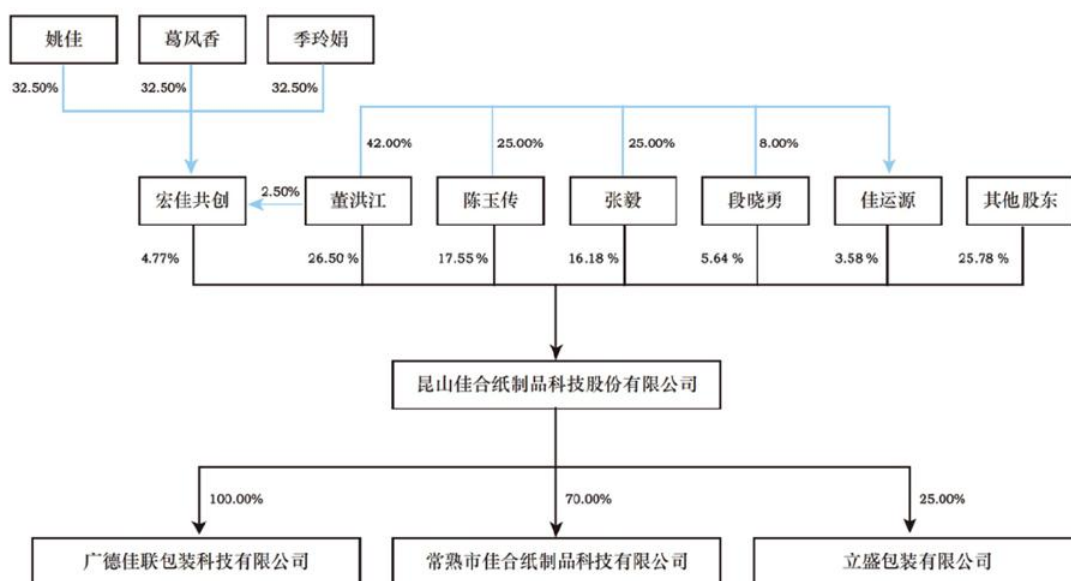 姚佳
葛风香
季玲娟
32.50%
32.50%
32.50%
42.00%
25.00%
25.00%
8.00%
宏佳共创
2.50%
董洪江
陈玉传
张毅
段晓勇
佳运源
其他股东
4.77%
26.50 %
17.55 %
16.18 %
5.64 %
3.58 %
25.78 %
昆山佳合纸制品科技股份有限公司
100.00%
70.00%
25.00%
广德佳联包装科技有限公司
常熟市佳合纸制品科技有限公司
立盛包装有限公司